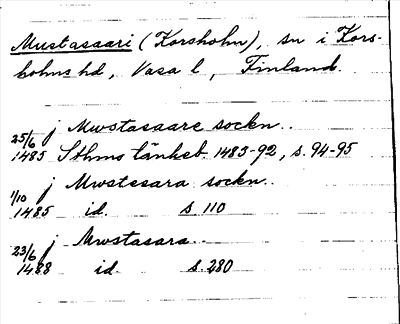 Mustasaari (Korsholm), sn i Kors-
holms hd, Vasa l, Finland.
25/6 j Mwstasaare sockn..
1485 Sthms tänkeb. 1483-92, s. 94-95
1/10 j Mwstesara sockn..
1485 id. s. 110
23/6 j Mwstasara..
1488 id. s. 280